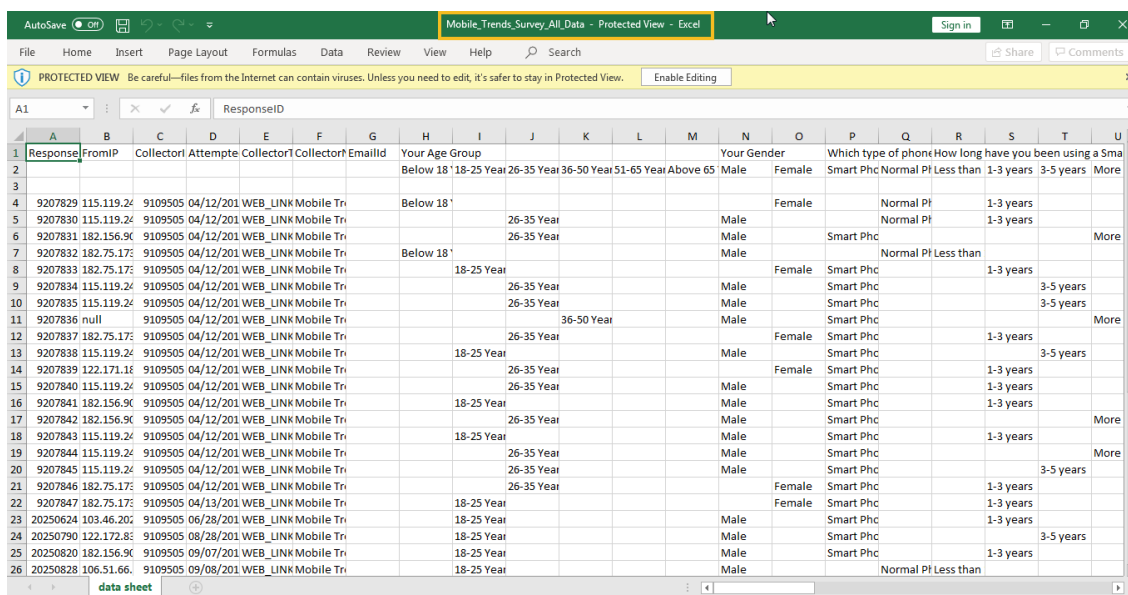 AutoSave Off Mobile_Trends_Survey_All_Data - Protected View - Excel Sign in
File Home Insert Page Layout Formulas Data Review View Help Search Share Comments
PROTECTED VIEW Be careful—files from the Internet can contain viruses. Unless you need to edit, it's safer to stay in Protected View. Enable Editing
A1 fx ResponseID
A B C D E F G H I J K L M N O P Q R S T U
1 Response FromIP CollectorI Attempte CollectorT CollectorN EmailId Your Age Group Your Gender Which type of phone How long have you been using a Sma
2 Below 18 Y 18-25 Year 26-35 Year 36-50 Year 51-65 Year Above 65 Male Female Smart Pho Normal Ph Less than 1-3 years 3-5 years More
3
4 9207829 115.119.24 9109505 04/12/201 WEB_LINK Mobile Tre Below 18 Y Female Normal Ph 1-3 years
5 9207830 115.119.24 9109505 04/12/201 WEB_LINK Mobile Tre 26-35 Year Male Normal Ph 1-3 years
6 9207831 182.156.90 9109505 04/12/201 WEB_LINK Mobile Tre 26-35 Year Male Smart Pho More
7 9207832 182.75.173 9109505 04/12/201 WEB_LINK Mobile Tre Below 18 Y Male Normal Ph Less than
8 9207833 182.75.173 9109505 04/12/201 WEB_LINK Mobile Tre 18-25 Year Female Smart Pho 1-3 years
9 9207834 115.119.24 9109505 04/12/201 WEB_LINK Mobile Tre 26-35 Year Male Smart Pho 3-5 years
10 9207835 115.119.24 9109505 04/12/201 WEB_LINK Mobile Tre 26-35 Year Male Smart Pho 3-5 years
11 9207836 null 9109505 04/12/201 WEB_LINK Mobile Tre 36-50 Year Male Smart Pho More
12 9207837 182.75.173 9109505 04/12/201 WEB_LINK Mobile Tre 26-35 Year Female Smart Pho 1-3 years
13 9207838 115.119.24 9109505 04/12/201 WEB_LINK Mobile Tre 18-25 Year Male Smart Pho 3-5 years
14 9207839 122.171.18 9109505 04/12/201 WEB_LINK Mobile Tre 26-35 Year Female Smart Pho 1-3 years
15 9207840 115.119.24 9109505 04/12/201 WEB_LINK Mobile Tre 26-35 Year Male Smart Pho 1-3 years
16 9207841 182.156.90 9109505 04/12/201 WEB_LINK Mobile Tre 18-25 Year Male Smart Pho 1-3 years
17 9207842 182.156.90 9109505 04/12/201 WEB_LINK Mobile Tre 26-35 Year Male Smart Pho More
18 9207843 115.119.24 9109505 04/12/201 WEB_LINK Mobile Tre 18-25 Year Male Smart Pho 1-3 years
19 9207844 115.119.24 9109505 04/12/201 WEB_LINK Mobile Tre 26-35 Year Male Smart Pho More
20 9207845 115.119.24 9109505 04/12/201 WEB_LINK Mobile Tre 26-35 Year Male Smart Pho 3-5 years
21 9207846 182.75.173 9109505 04/12/201 WEB_LINK Mobile Tre 26-35 Year Female Smart Pho 1-3 years
22 9207847 182.75.173 9109505 04/13/201 WEB_LINK Mobile Tre 18-25 Year Female Smart Pho 1-3 years
23 20250624 103.46.202 9109505 06/28/201 WEB_LINK Mobile Tre 18-25 Year Male Smart Pho 1-3 years
24 20250790 122.172.83 9109505 08/28/201 WEB_LINK Mobile Tre 18-25 Year Male Smart Pho 3-5 years
25 20250820 182.156.90 9109505 09/07/201 WEB_LINK Mobile Tre 18-25 Year Male Smart Pho 1-3 years
26 20250828 106.51.66. 9109505 09/08/201 WEB_LINK Mobile Tre 18-25 Year Male Normal Ph Less than
data sheet